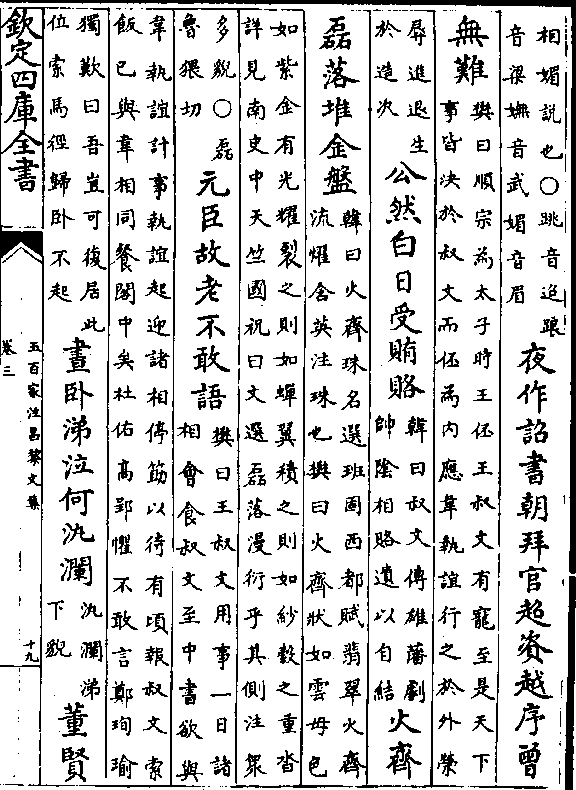 相媚説也〇跳音迢踉
音梁嫵音武媚音眉
夜作詔書朝拜官超資越序曾
無難
樊曰順宗為太子時王伾王叔文有寵至是天下
事皆決於叔文而伾為内應韋執誼行之於外榮
辱進退生
於造次
公然白日受賄賂
韓曰叔文傳雄藩劇
帥陰相賂遺以自結
火齊
磊落堆金盤
韓曰火齊珠名選班固西都賦翡翠火齊
流耀含英注珠也樊曰火齊狀如雲母色
如紫金有光耀裂之則如蟬翼積之則如紗縠之重沓
詳見南史中天竺國祝曰文選磊落漫衍乎其側注衆
多貌〇磊
魯猥切
元臣故老不敢語
樊曰王叔文用事一日諸
相會食叔文至中書欲與
韋執誼計事執誼起迎諸相停筯以待有頃報叔文索
飯已與韋相同餐閣中矣杜佑高郢懼不敢言鄭珣瑜
獨歎曰吾豈可復居此
位索馬徑歸卧不起
晝卧涕泣何汍瀾
汍瀾涕
下貌
董賢
欽定四庫全書
五百家注昌黎文集
卷三
十九